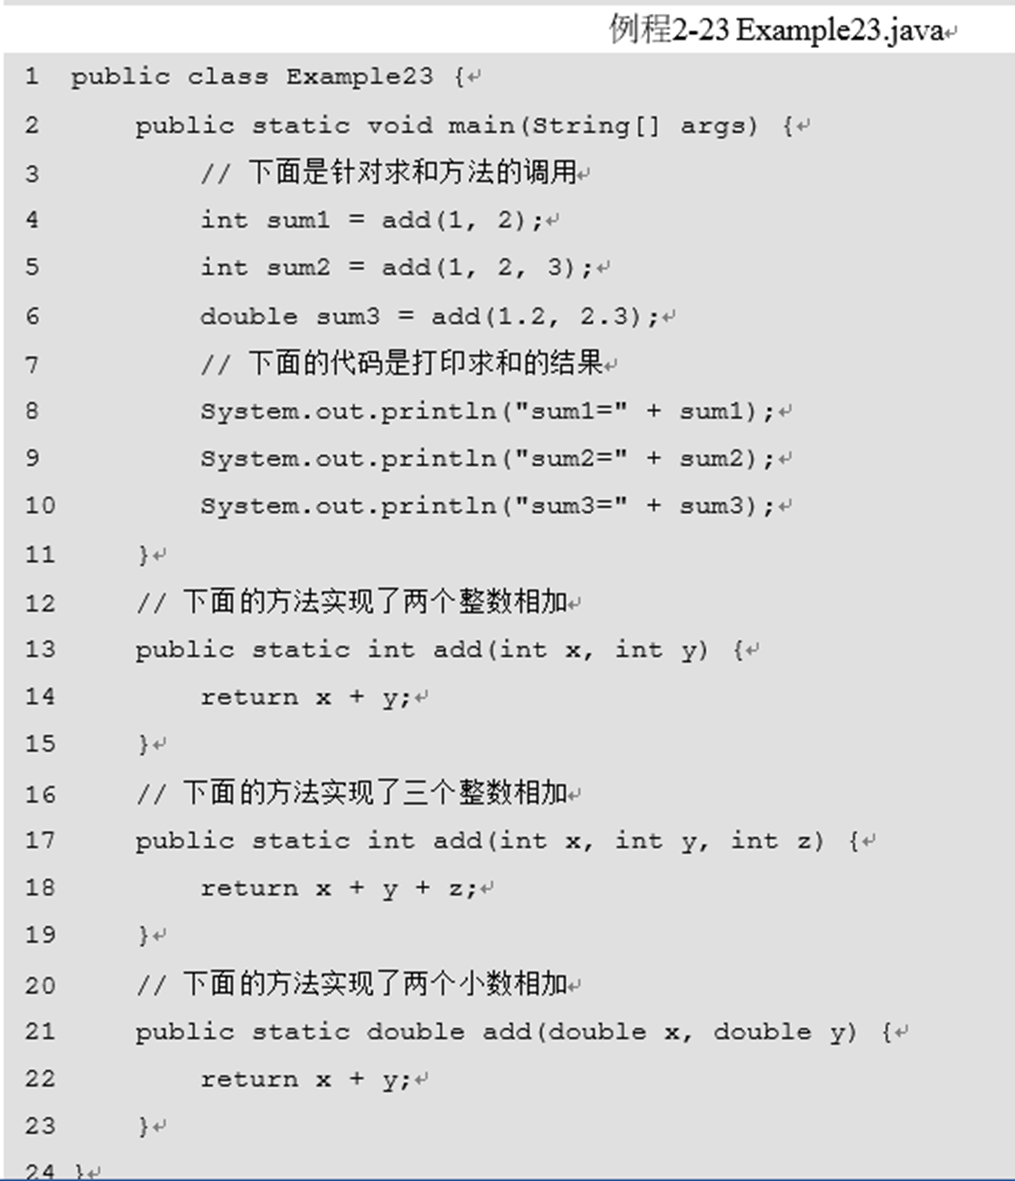 例程2-23 Example23.java↵
1 public class Example23 {↵
2     public static void main(String[] args) {↵
3         // 下面是针对求和方法的调用↵
4         int sum1 = add(1, 2);↵
5         int sum2 = add(1, 2, 3);↵
6         double sum3 = add(1.2, 2.3);↵
7         // 下面的代码是打印求和的结果↵
8         System.out.println("sum1=" + sum1);↵
9         System.out.println("sum2=" + sum2);↵
10         System.out.println("sum3=" + sum3);↵
11     }↵
12     // 下面的方法实现了两个整数相加↵
13     public static int add(int x, int y) {↵
14         return x + y;↵
15     }↵
16     // 下面的方法实现了三个整数相加↵
17     public static int add(int x, int y, int z) {↵
18         return x + y + z;↵
19     }↵
20     // 下面的方法实现了两个小数相加↵
21     public static double add(double x, double y) {↵
22         return x + y;↵
23     }↵
24 }↵